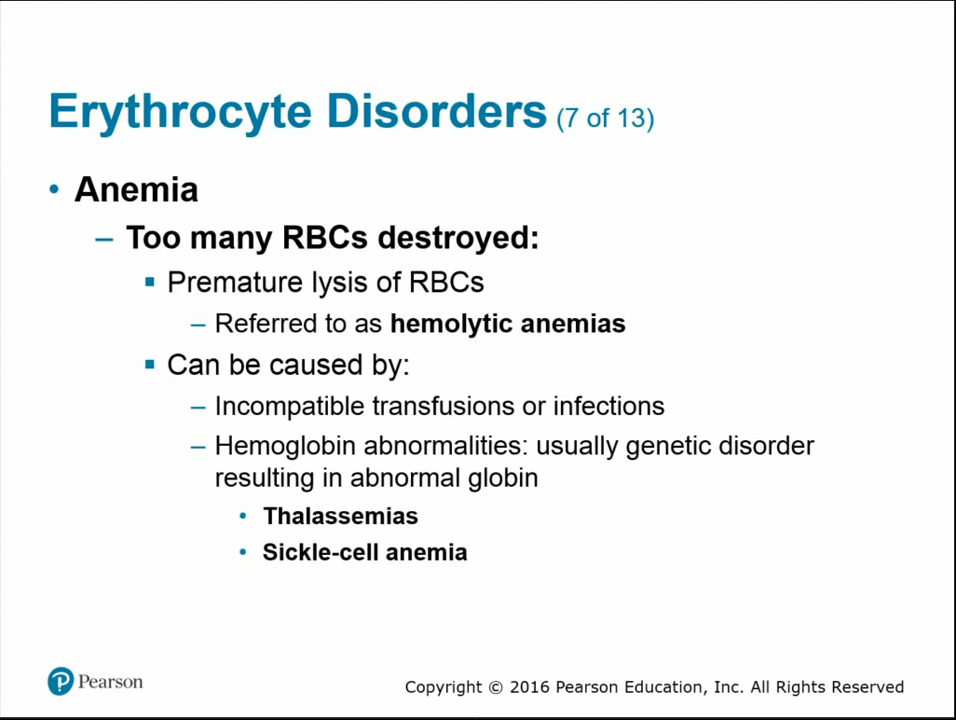 Erythrocyte Disorders (7 of 13)
• Anemia
– Too many RBCs destroyed:
▪ Premature lysis of RBCs
– Referred to as hemolytic anemias
▪ Can be caused by:
– Incompatible transfusions or infections
– Hemoglobin abnormalities: usually genetic disorder
resulting in abnormal globin
• Thalassemias
• Sickle-cell anemia
P Pearson
Copyright © 2016 Pearson Education, Inc. All Rights Reserved